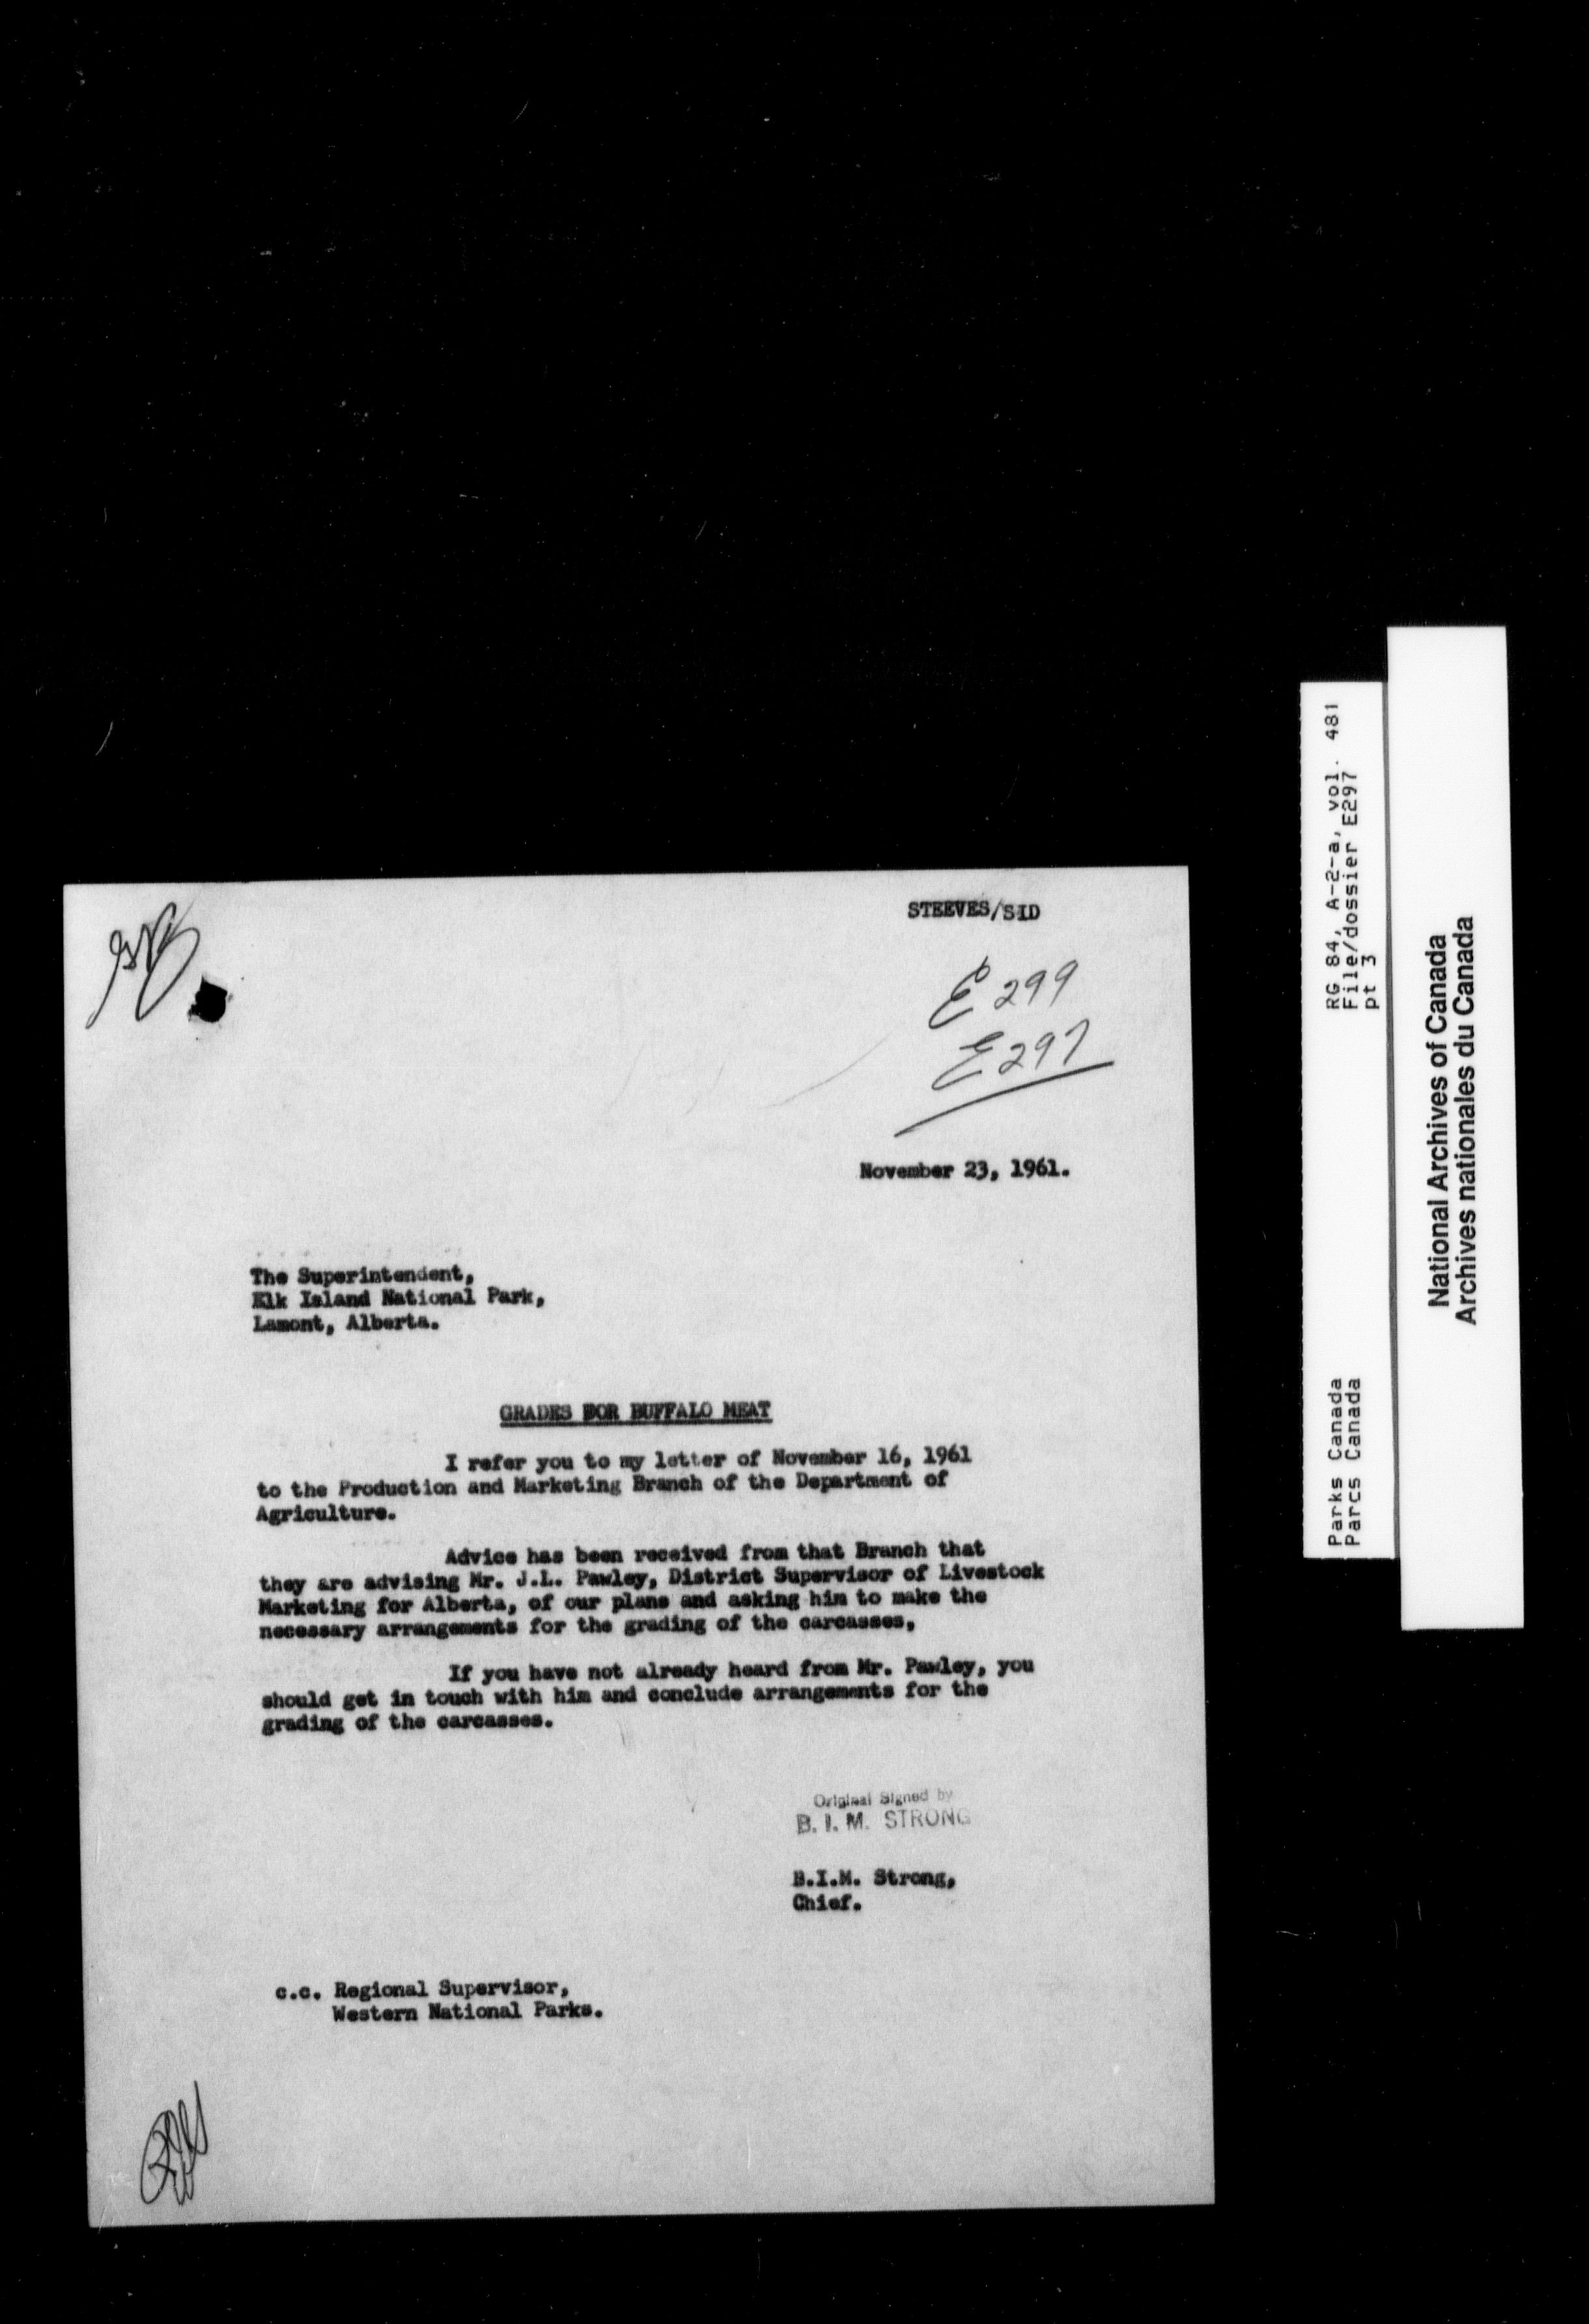 STEEVES/SID
E 299
E 297
November 23, 1961.
The Superintendent,
Elk Island National Park,
Lamont, Alberta.
GRADES FOR BUFFALO MEAT
I refer you to my letter of November 16, 1961
to the Production and Marketing Branch of the Department of
Agriculture.
Advice has been received from that Branch that
they are advising Mr. J.L. Pawley, District Supervisor of Livestock
Marketing for Alberta, of our plans and asking him to make the
necessary arrangements for the grading of the carcasses,
If you have not already heard from Mr. Pawley, you
should get in touch with him and conclude arrangements for the
grading of the carcasses.
Original Signed by
B. I. M. STRONG
B.I.M. Strong,
Chief.
c.c. Regional Supervisor,
Western National Parks.
Parks Canada
Parcs Canada
RG 84, A-2-a, vol. 481
File/dossier E297
pt 3
National Archives of Canada
Archives nationales du Canada